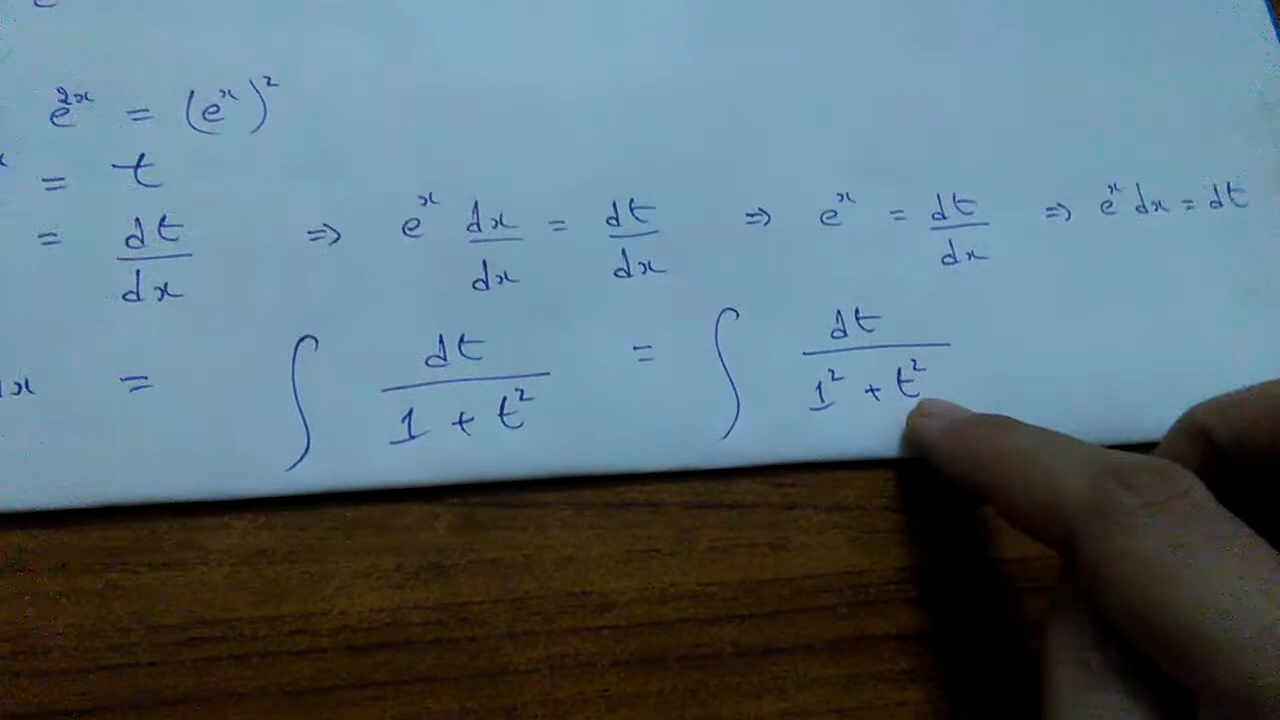 e
e^{2x} = (e^x)^2
x = t
= dt/dx ⇒ e^x dx/dx = dt/dx ⇒ e^x = dt/dx ⇒ e^x dx = dt
dx = ∫ dt/(1 + t^2) = ∫ dt/(1^2 + t^2)